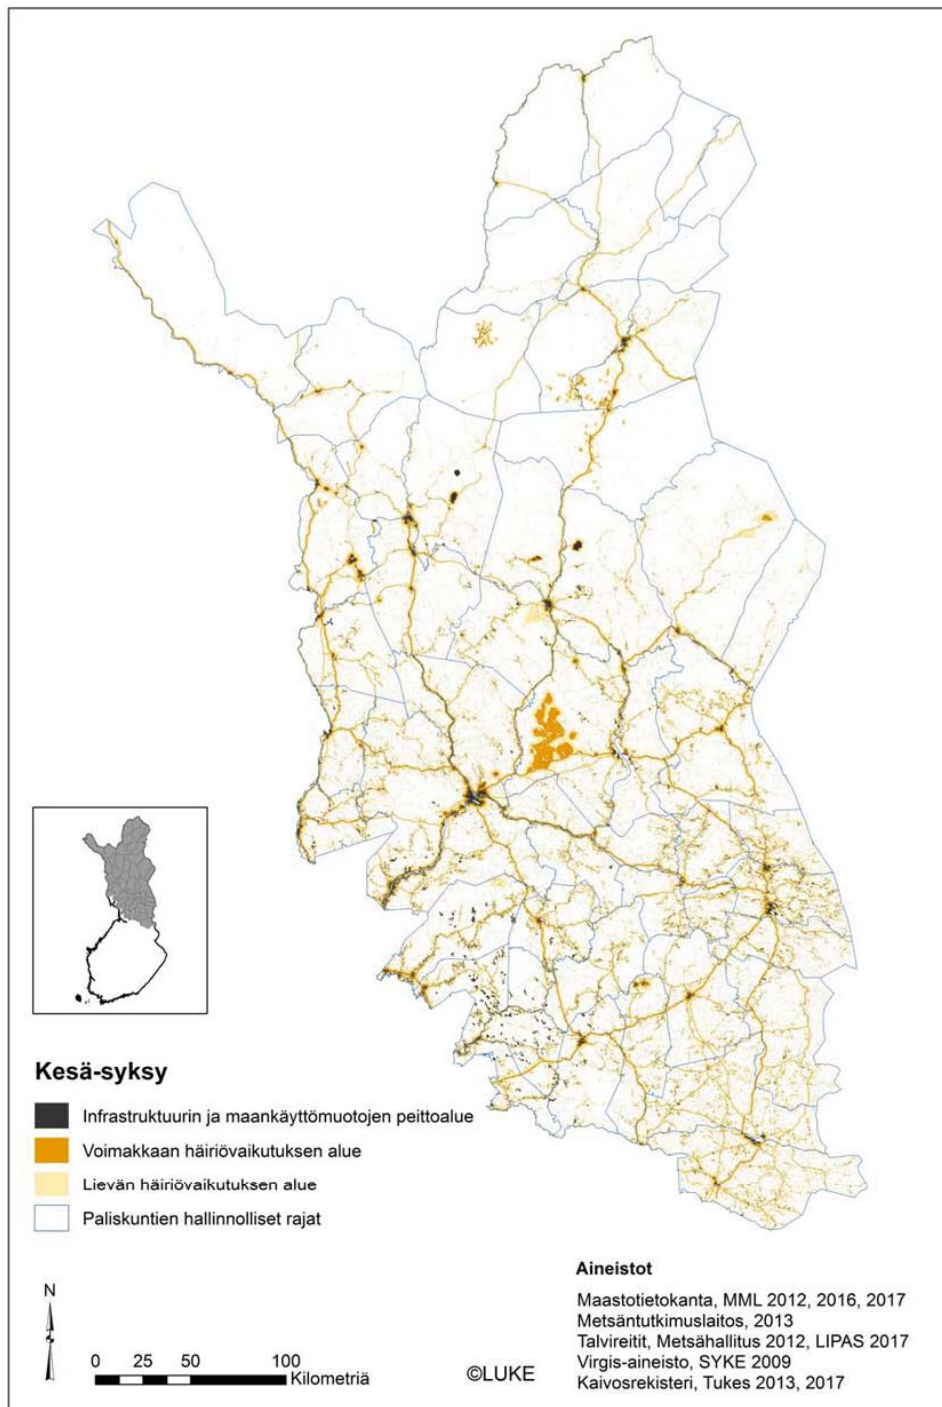 Kesä-syksy
Infrastruktuurin ja maankäyttömuotojen peittoalue
Voimakkaan häiriövaikutuksen alue
Lievän häiriövaikutuksen alue
Paliskuntien hallinnolliset rajat
N
0 25 50 100
Kilometriä
©LUKE
Aineistot
Maastotietokanta, MML 2012, 2016, 2017
Metsäntutkimuslaitos, 2013
Talvireitit, Metsähallitus 2012, LIPAS 2017
Virgis-aineisto, SYKE 2009
Kaivosrekisteri, Tukes 2013, 2017